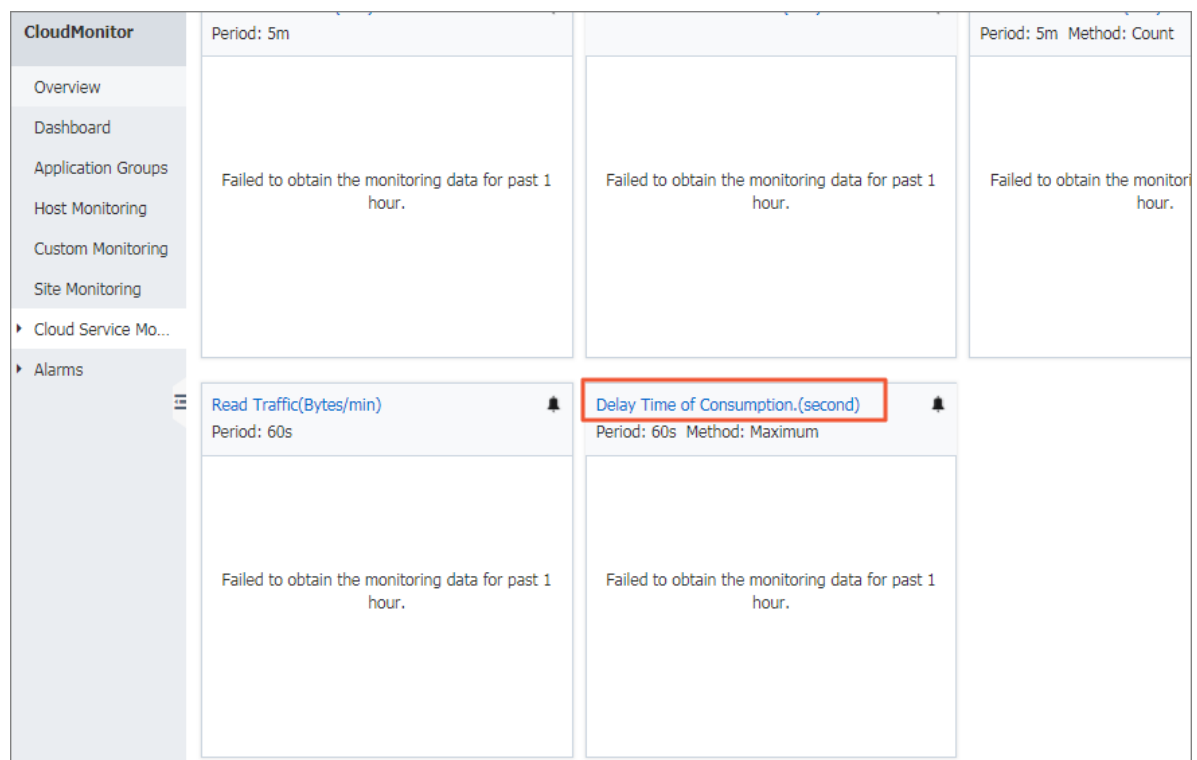 CloudMonitor
Overview
Dashboard
Application Groups
Host Monitoring
Custom Monitoring
Site Monitoring
Cloud Service Mo...
Alarms
Period: 5m
Failed to obtain the monitoring data for past 1
hour.
Failed to obtain the monitoring data for past 1
hour.
Period: 5m Method: Count
Failed to obtain the monitori
hour.
Read Traffic(Bytes/min)
Period: 60s
Failed to obtain the monitoring data for past 1
hour.
Delay Time of Consumption.(second)
Period: 60s Method: Maximum
Failed to obtain the monitoring data for past 1
hour.